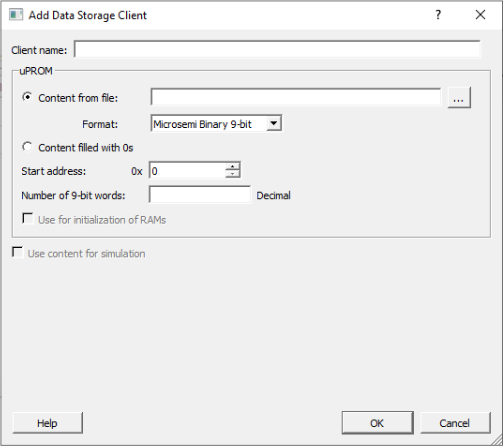 Add Data Storage Client
?
Client name:
uPROM
Content from file:
...
Format: Microsemi Binary 9-bit
Content filled with 0s
Start address: 0x 0
Number of 9-bit words: Decimal
Use for initialization of RAMs
Use content for simulation
Help OK Cancel